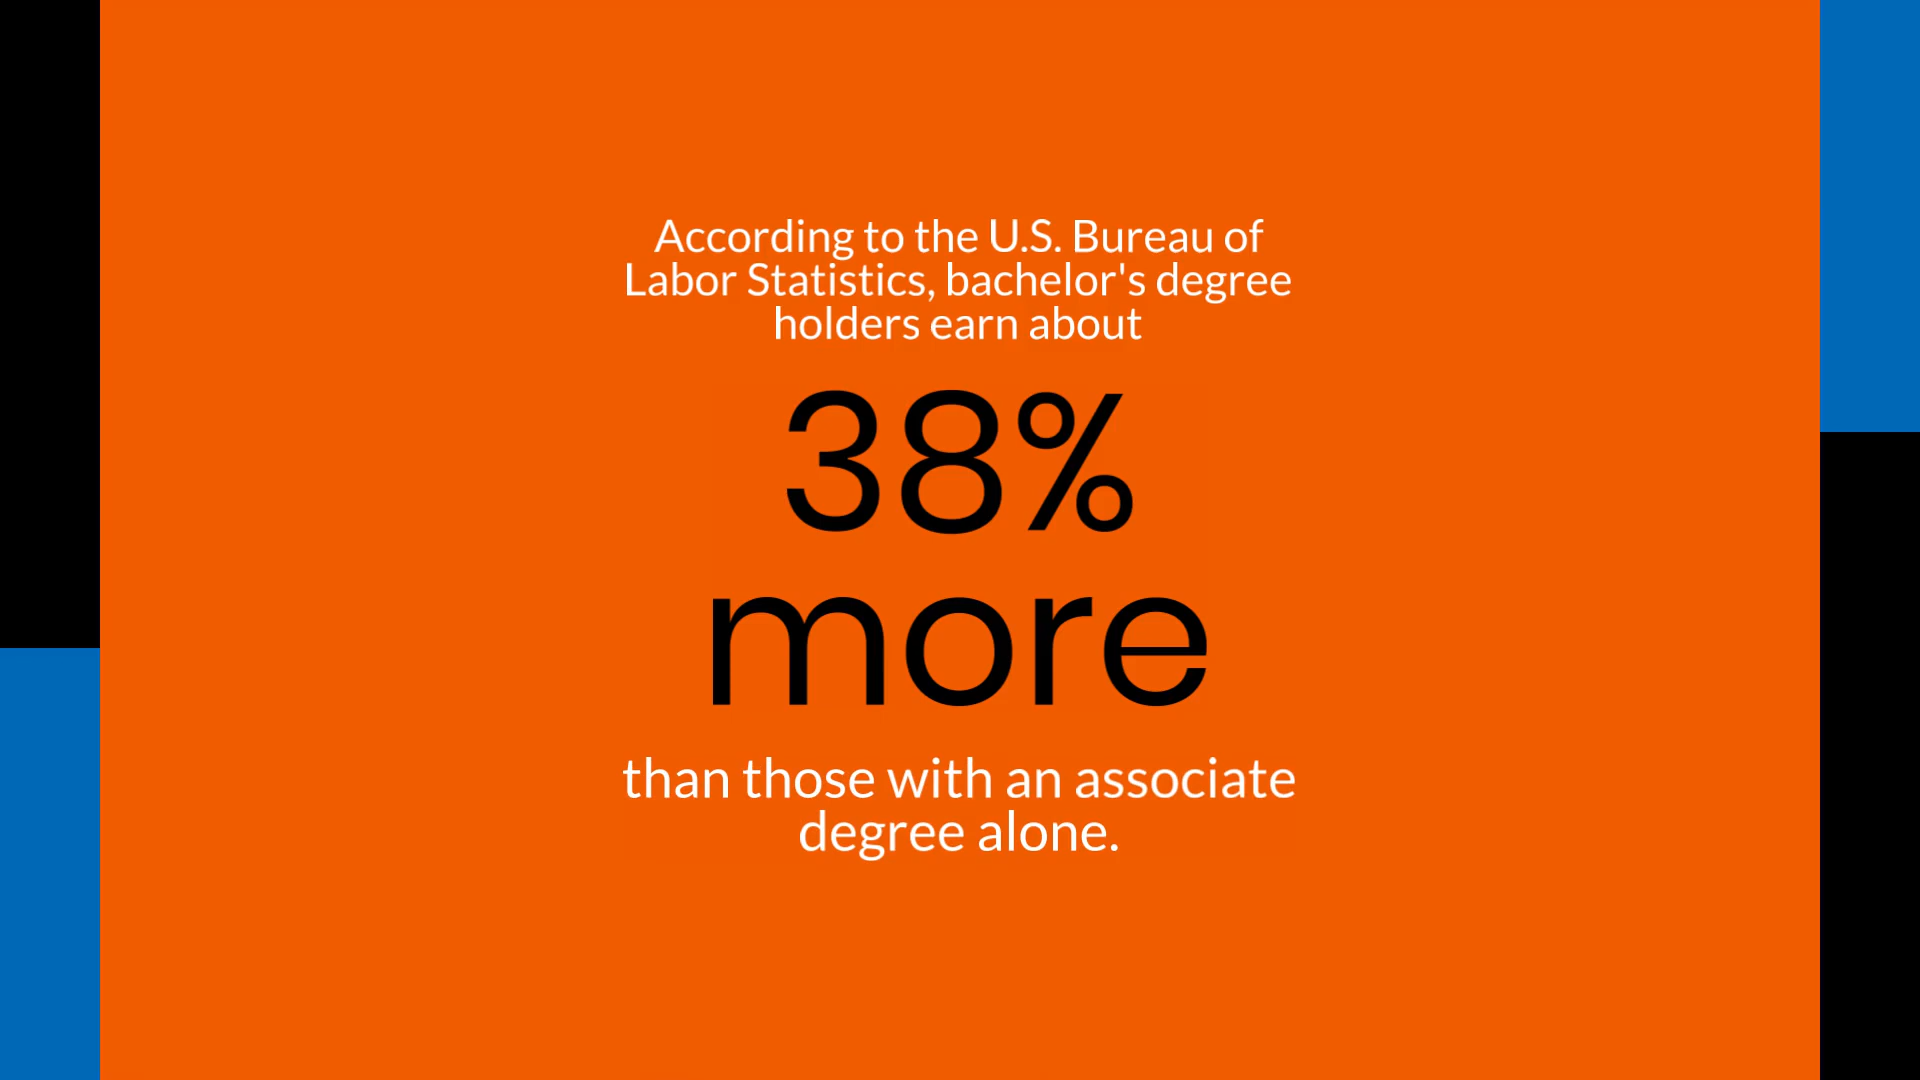 According to the U.S. Bureau of
Labor Statistics, bachelor's degree
holders earn about
38%
more
than those with an associate
degree alone.